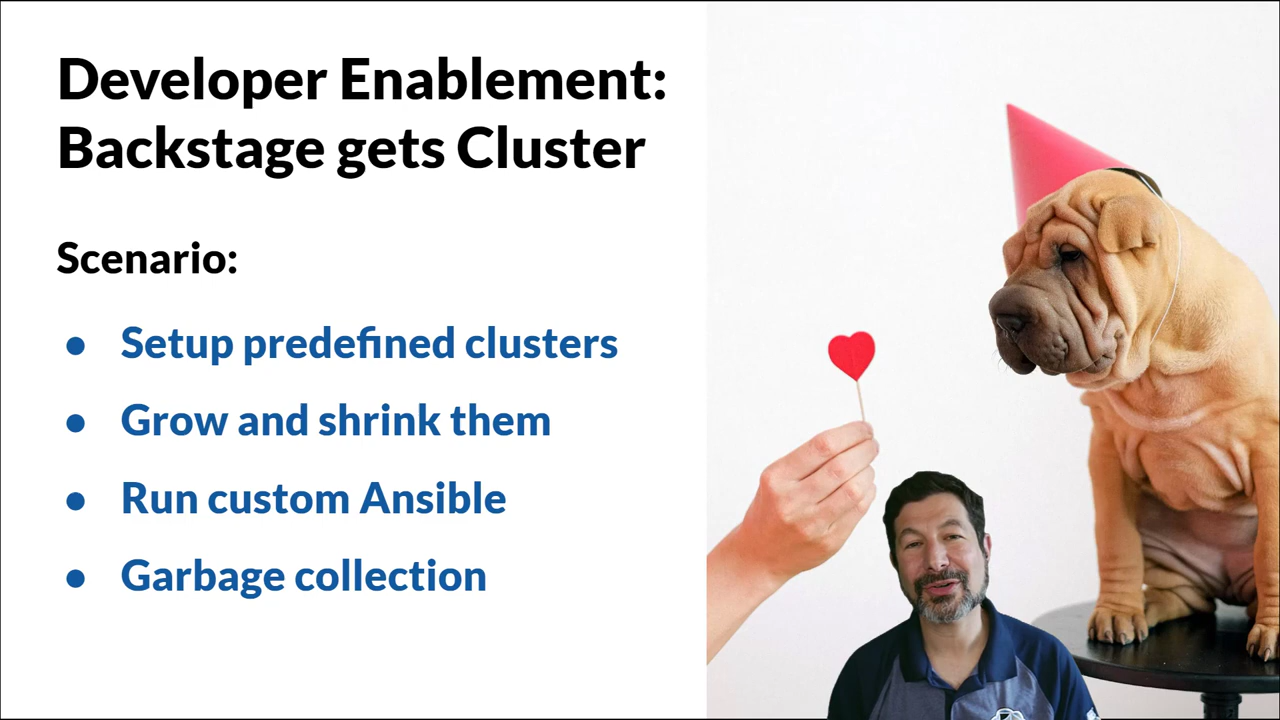 Developer Enablement:
Backstage gets Cluster
Scenario:
● Setup predefined clusters
● Grow and shrink them
● Run custom Ansible
● Garbage collection